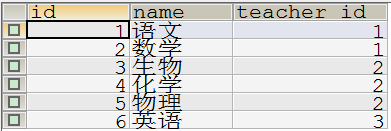 id name teacher id
1 语文 1
2 数学 1
3 生物 2
4 化学 2
5 物理 2
6 英语 3